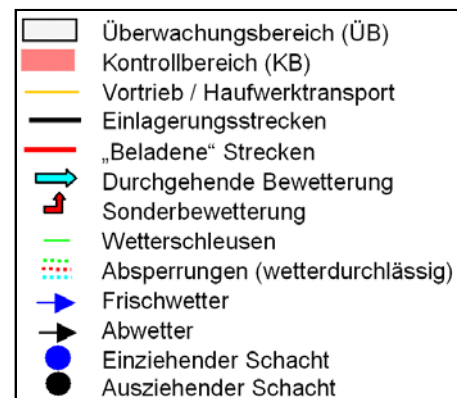 Überwachungsbereich (ÜB)
Kontrollbereich (KB)
Vortrieb / Haufwerktransport
Einlagerungsstrecken
„Beladene“ Strecken
Durchgehende Bewetterung
Sonderbewetterung
Wetterschleusen
Absperrungen (wetterdurchlässig)
Frischwetter
Abwetter
Einziehender Schacht
Ausziehender Schacht